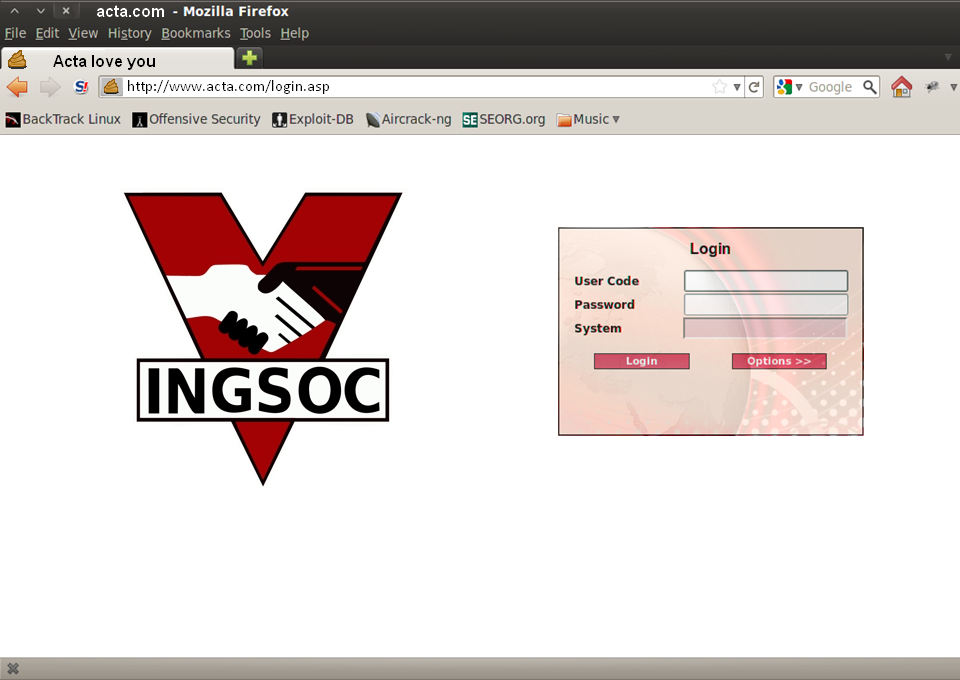 acta.com - Mozilla Firefox
File Edit View History Bookmarks Tools Help
Acta love you
S!
http://www.acta.com/login.asp
Google
BackTrack Linux Offensive Security Exploit-DB Aircrack-ng SE SEORG.org Music
Login
User Code
Password
System
Login Options >>
INGSOC